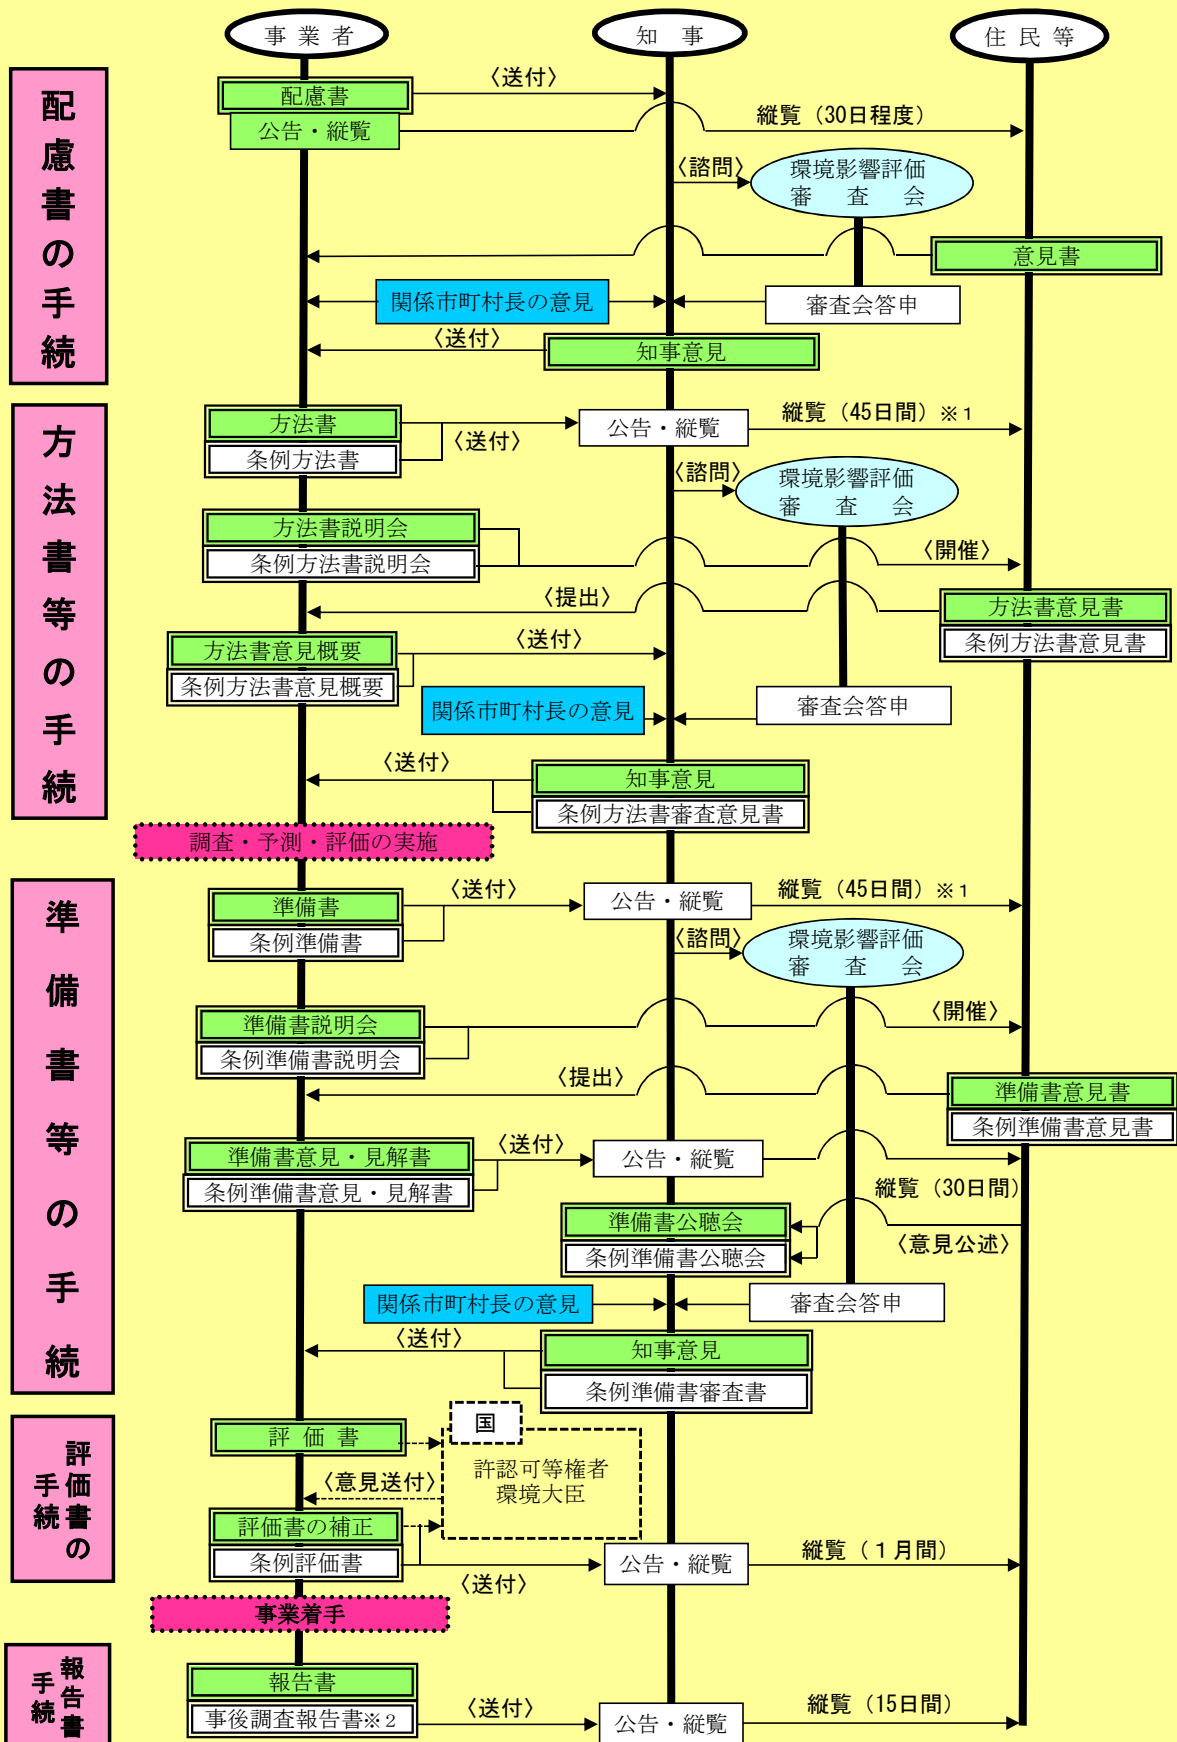 事業者
知事
住民等
配慮書の手続
配慮書
〈送付〉
公告・縦覧
縦覧（30日程度）
〈諮問〉
環境影響評価
審査会
意見書
関係市町村長の意見
審査会答申
〈送付〉
知事意見
方法書等の手続
方法書
条例方法書
〈送付〉
公告・縦覧
縦覧（45日間）※1
〈諮問〉
環境影響評価
審査会
方法書説明会
条例方法書説明会
〈開催〉
〈提出〉
方法書意見書
条例方法書意見書
方法書意見概要
条例方法書意見概要
〈送付〉
関係市町村長の意見
審査会答申
〈送付〉
知事意見
条例方法書審査意見書
調査・予測・評価の実施
準備書等の手続
準備書
条例準備書
〈送付〉
公告・縦覧
縦覧（45日間）※1
〈諮問〉
環境影響評価
審査会
準備書説明会
条例準備書説明会
〈開催〉
〈提出〉
準備書意見書
条例準備書意見書
準備書意見・見解書
条例準備書意見・見解書
〈送付〉
公告・縦覧
縦覧（30日間）
準備書公聴会
条例準備書公聴会
〈意見公述〉
関係市町村長の意見
審査会答申
〈送付〉
知事意見
条例準備書審査書
評価書の
手続
評価書
国
許認可等権者
環境大臣
〈意見送付〉
評価書の補正
条例評価書
〈送付〉
公告・縦覧
縦覧（１月間）
事業着手
報告書
手続
報告書
事後調査報告書※2
〈送付〉
公告・縦覧
縦覧（15日間）